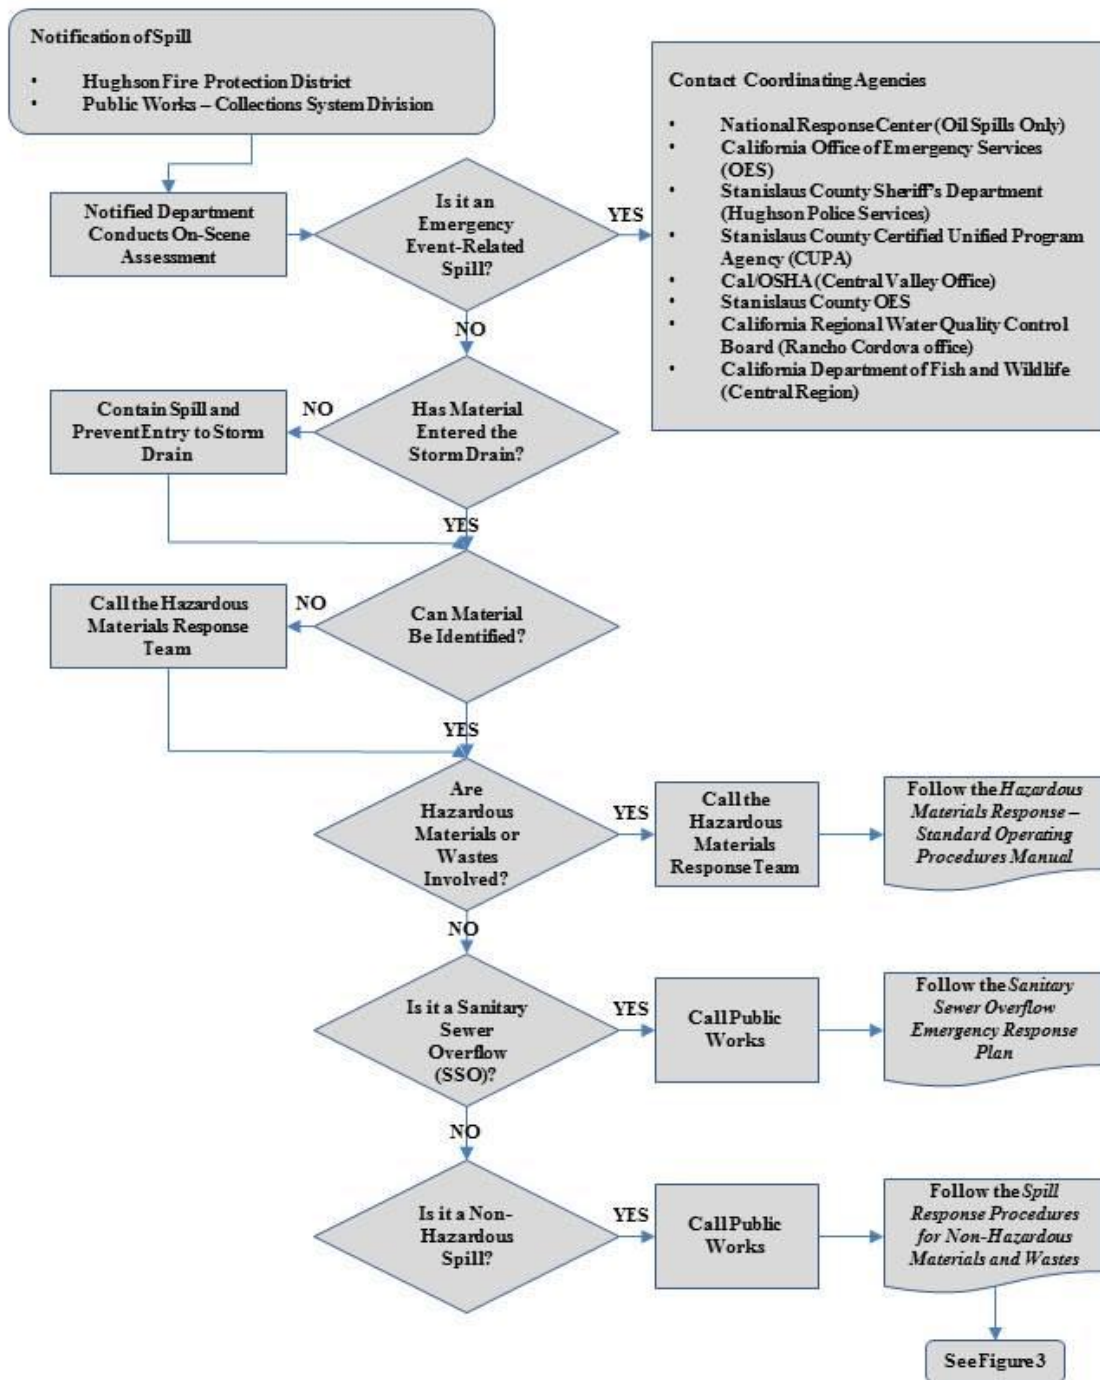 Notification of Spill
• Hughson Fire Protection District
• Public Works – Collections System Division
Contact Coordinating Agencies
• National Response Center (Oil Spills Only)
• California Office of Emergency Services
(OES)
• Stanislaus County Sheriff's Department
(Hughson Police Services)
• Stanislaus County Certified Unified Program
Agency (CUPA)
• Cal/OSHA (Central Valley Office)
• Stanislaus County OES
• California Regional Water Quality Control
Board (Rancho Cordova office)
• California Department of Fish and Wildlife
(Central Region)
Notified Department
Conducts On-Scene
Assessment
Is it an
Emergency
Event-Related
Spill?
YES
NO
Contain Spill and
Prevent Entry to Storm
Drain
NO
Has Material
Entered the
Storm Drain?
YES
Call the Hazardous
Materials Response
Team
NO
Can Material
Be Identified?
YES
Are
Hazardous
Materials or
Wastes
Involved?
YES
Call the
Hazardous
Materials
Response Team
Follow the Hazardous
Materials Response –
Standard Operating
Procedures Manual
NO
Is it a Sanitary
Sewer
Overflow
(SSO)?
YES
Call Public
Works
Follow the Sanitary
Sewer Overflow
Emergency Response
Plan
NO
Is it a Non-
Hazardous
Spill?
YES
Call Public
Works
Follow the Spill
Response Procedures
for Non-Hazardous
Materials and Wastes
See Figure 3